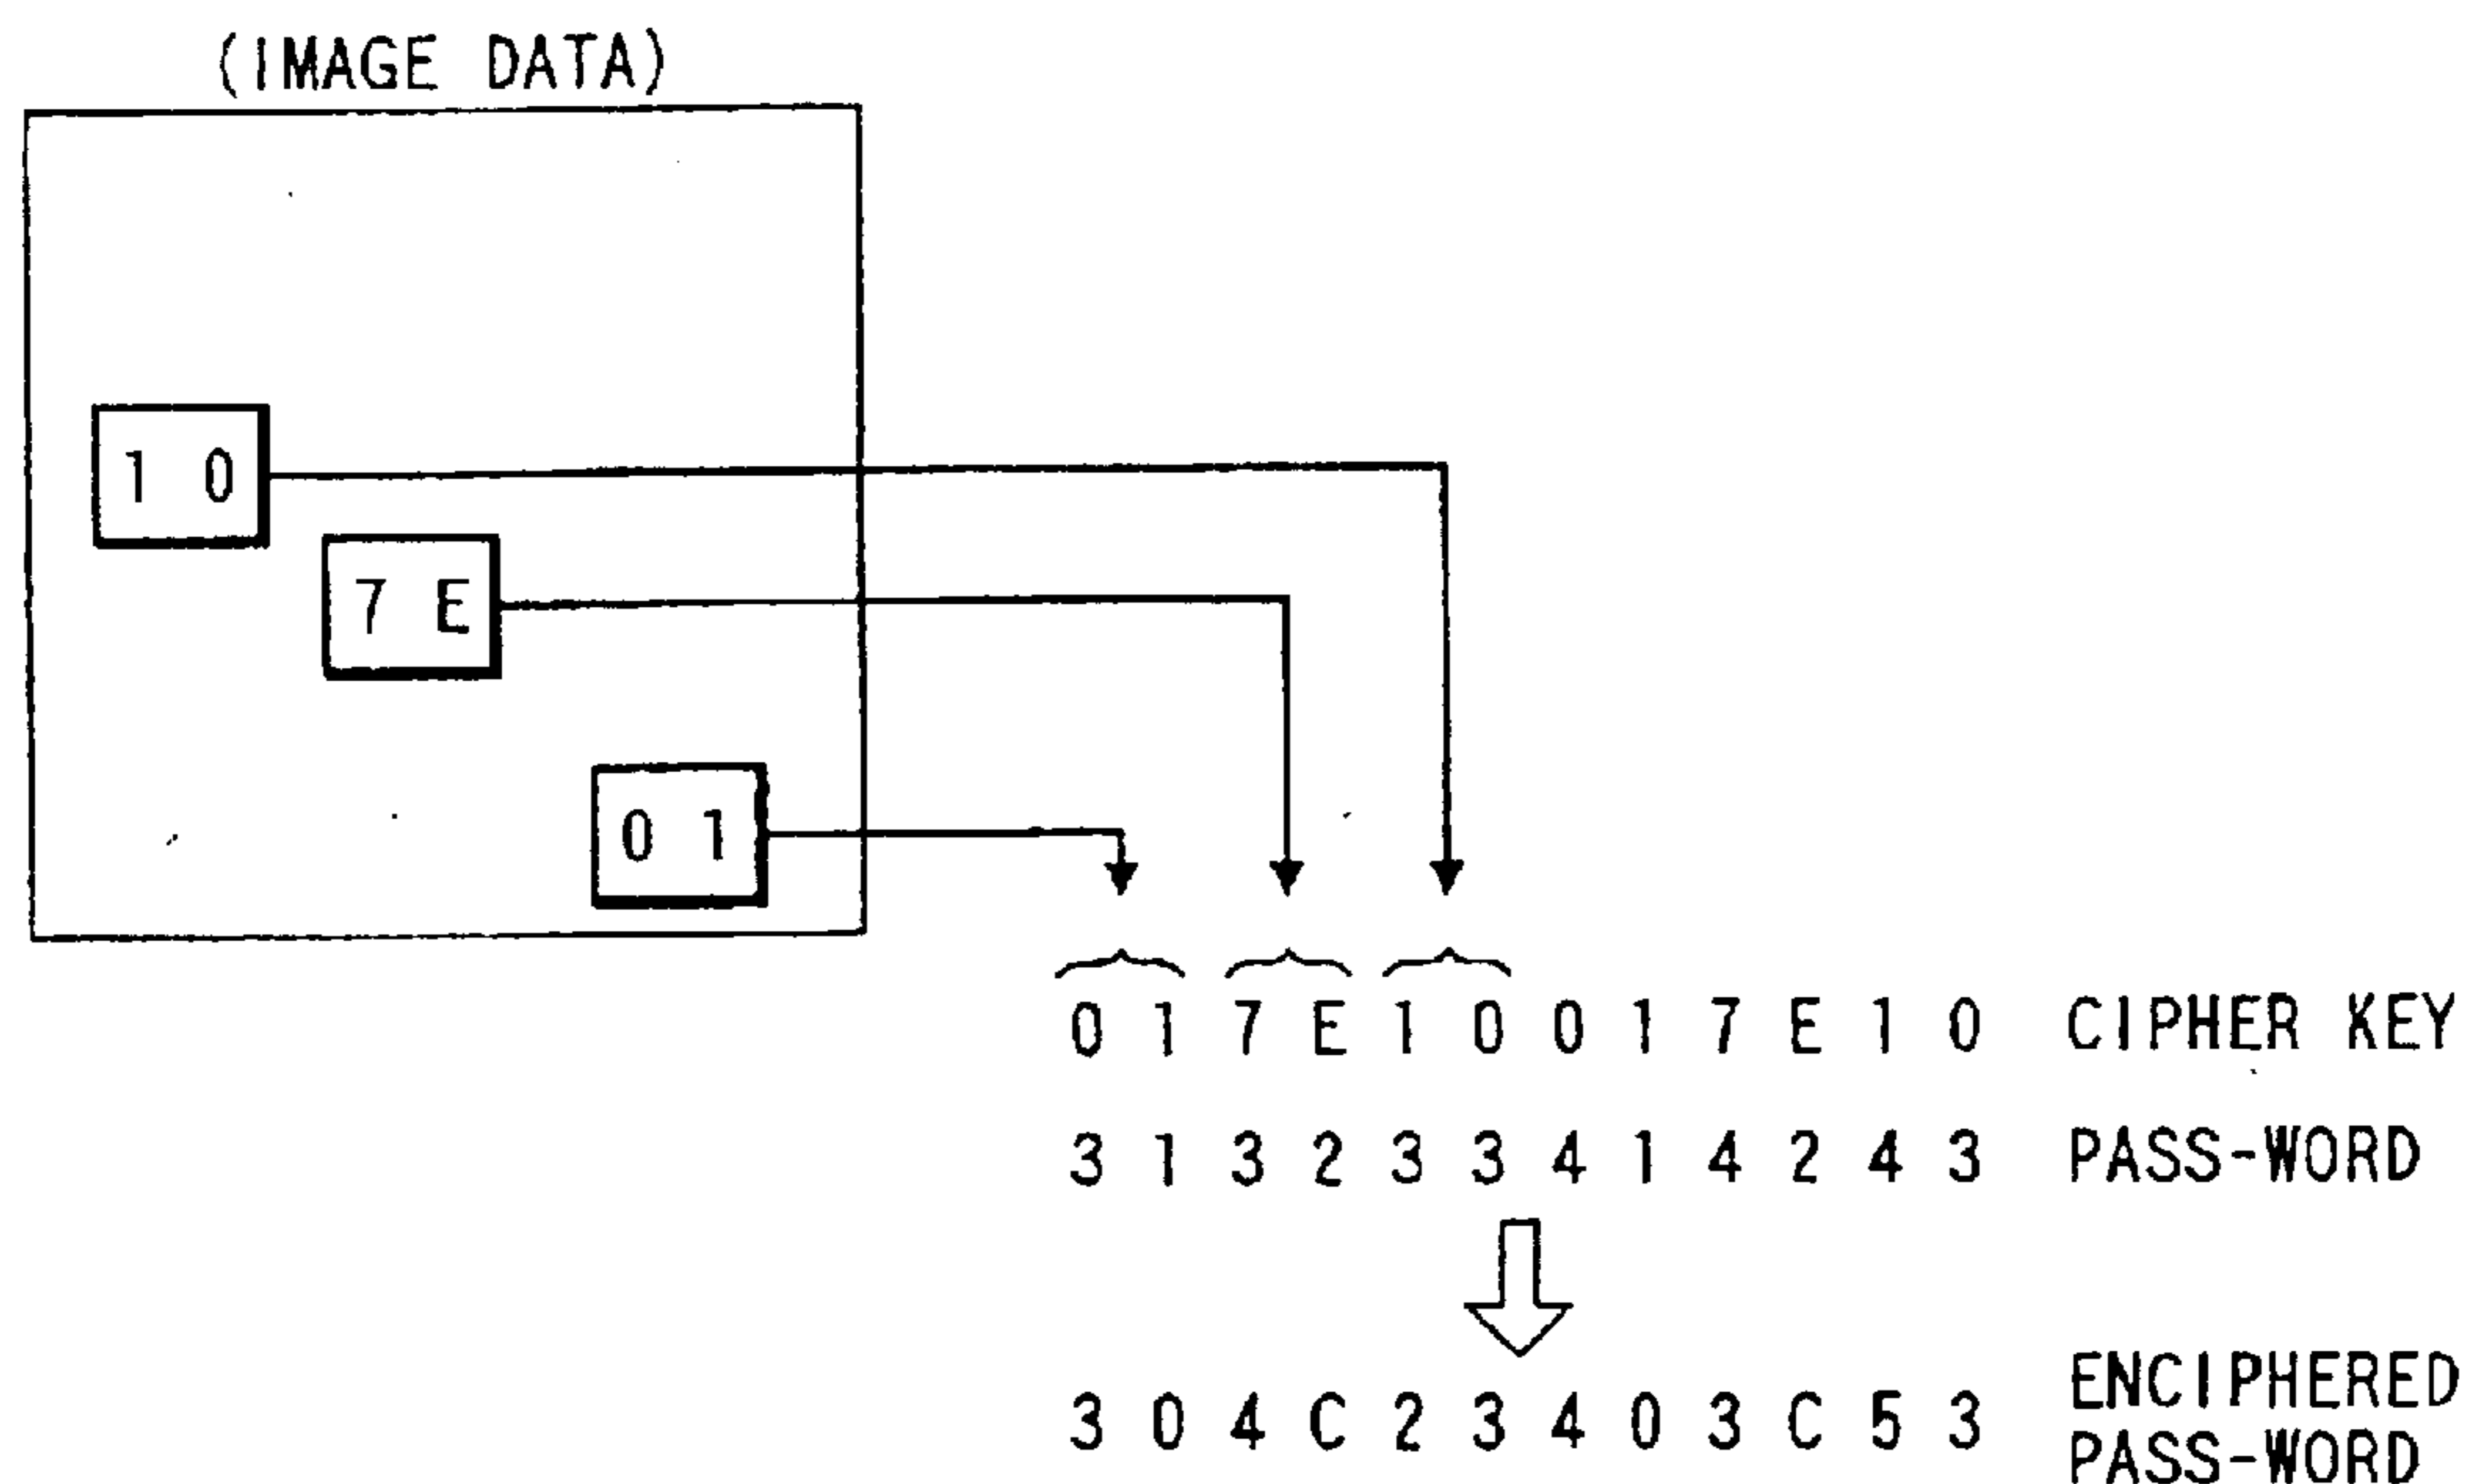 (IMAGE DATA)
1 0
7 E
0 1
0 1 7 E 1 0 0 1 7 E 1 0 CIPHER KEY
3 1 3 2 3 3 4 1 4 2 4 3 PASS-WORD
3 0 4 C 2 3 4 0 3 C 5 3 ENCIPHERED
PASS-WORD